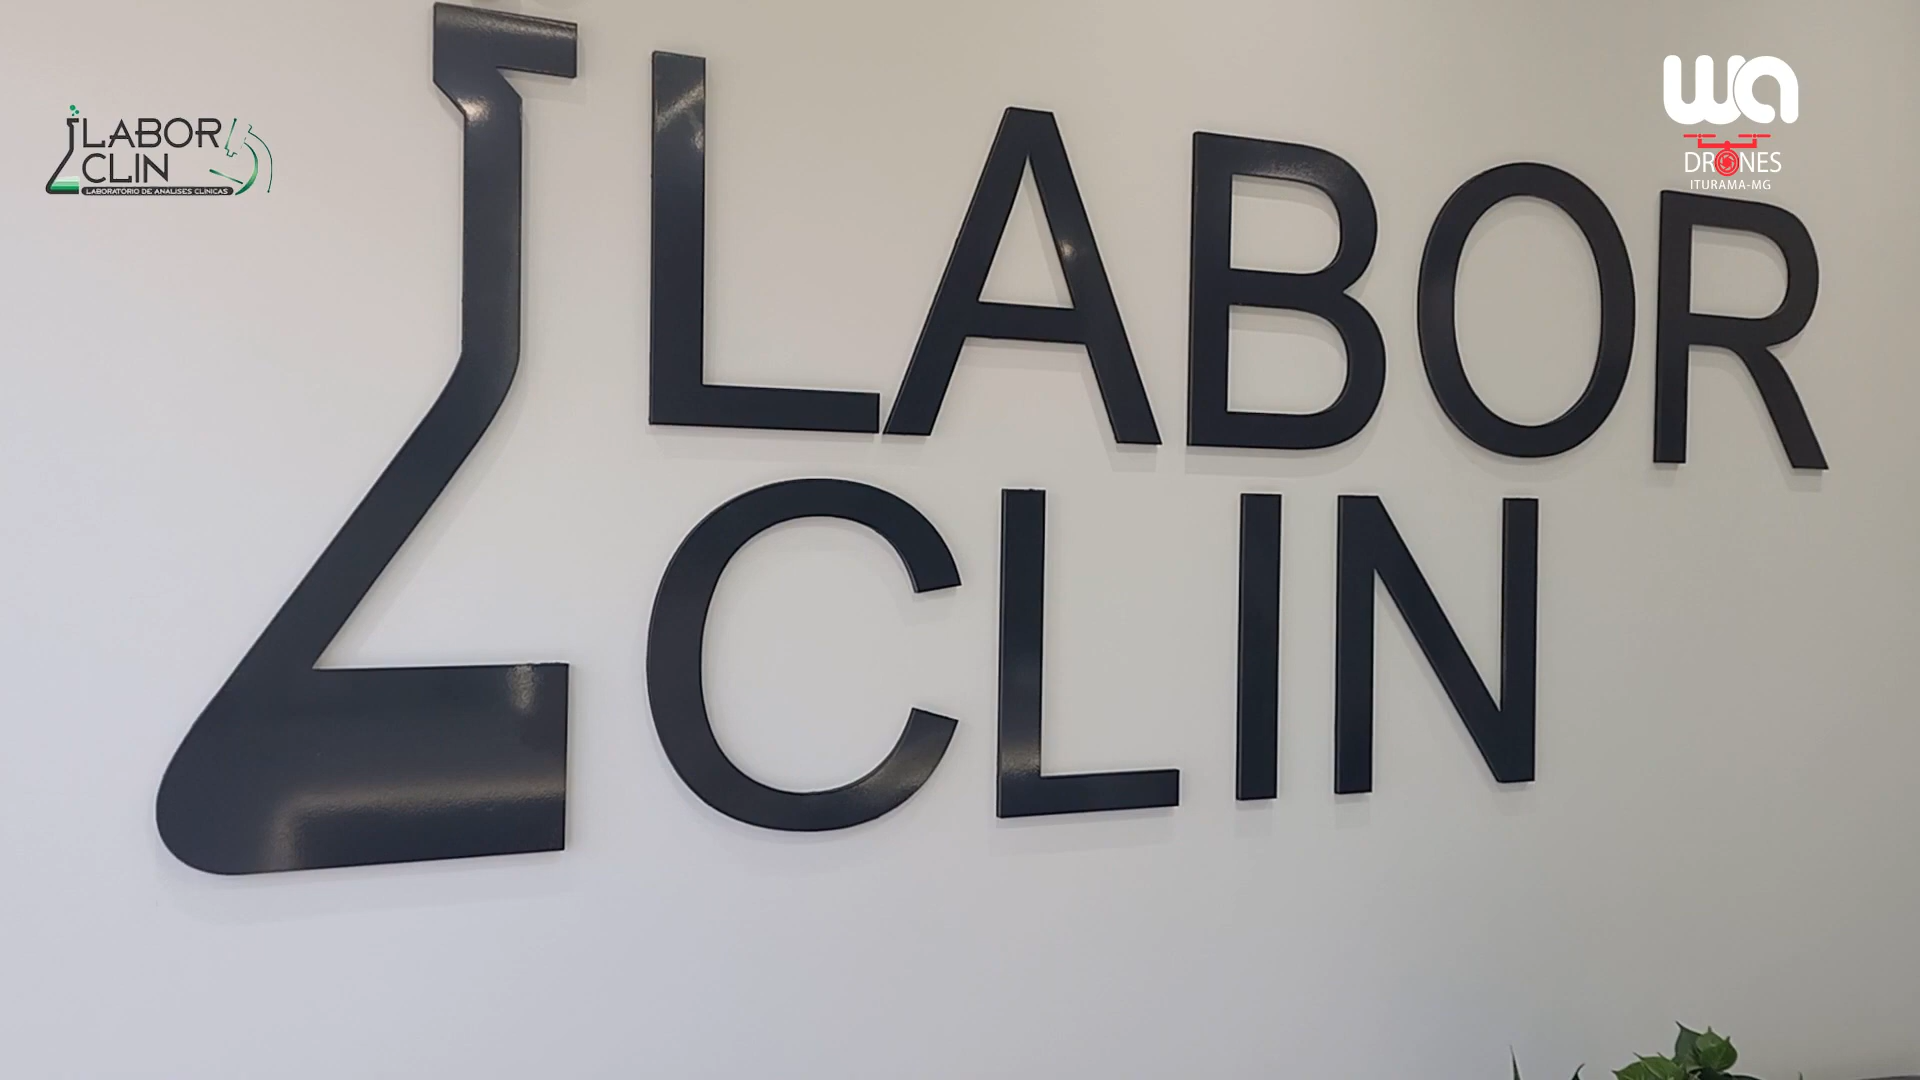 LABOR
CLIN
LABOR
CLIN
LABORATÓRIO DE ANÁLISES CLÍNICAS
wa
DRONES
ITURAMA-MG